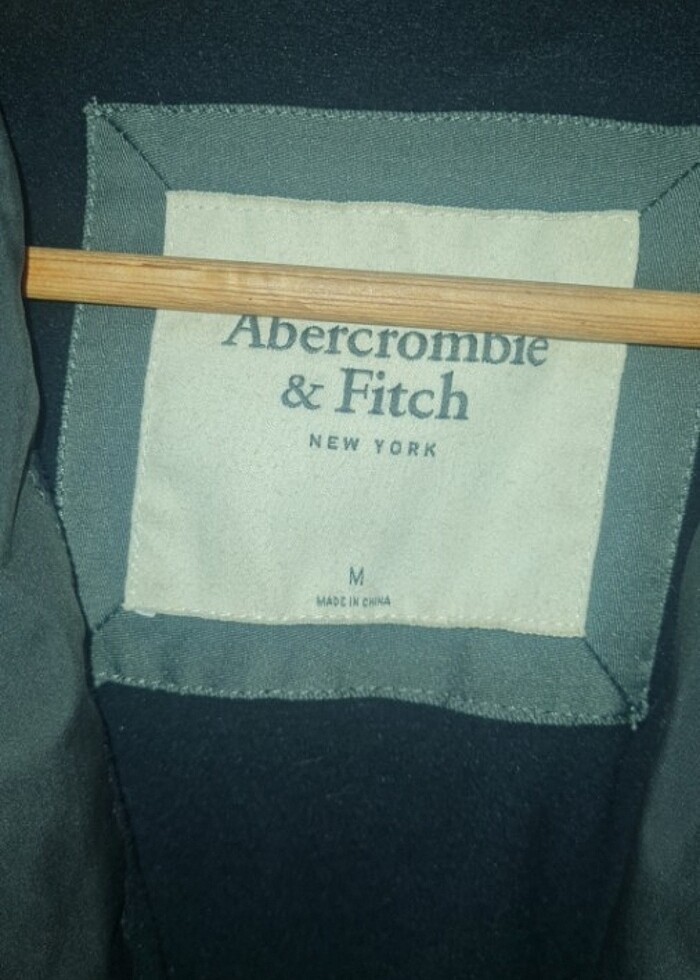 Abercrombie
& Fitch
NEW YORK
M
MADE IN CHINA